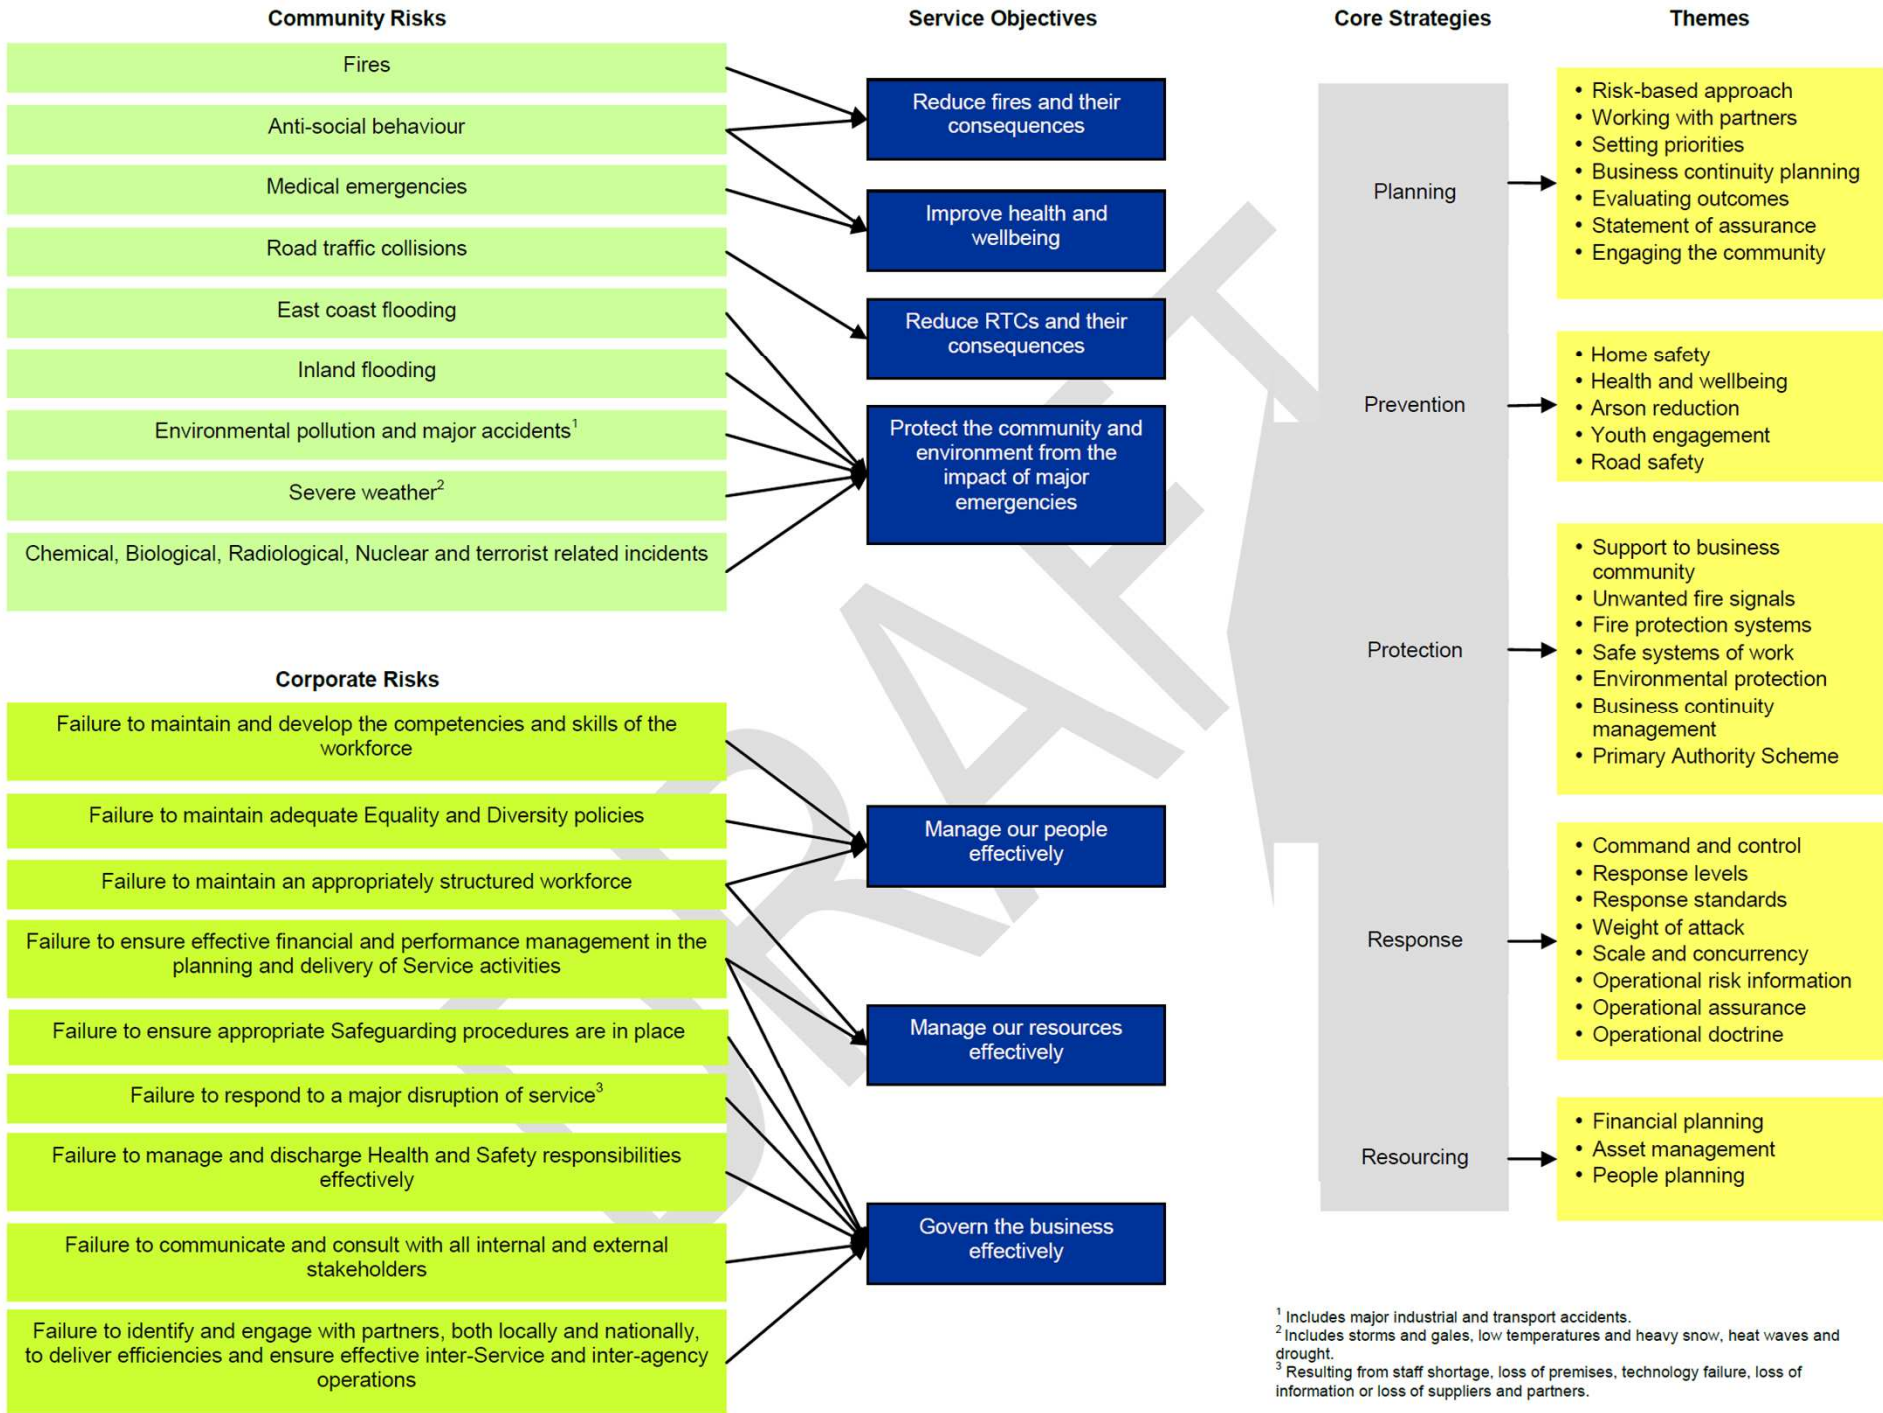 Community Risks
Fires
Anti-social behaviour
Medical emergencies
Road traffic collisions
East coast flooding
Inland flooding
Environmental pollution and major accidents¹
Severe weather²
Chemical, Biological, Radiological, Nuclear and terrorist related incidents
Corporate Risks
Failure to maintain and develop the competencies and skills of the
workforce
Failure to maintain adequate Equality and Diversity policies
Failure to maintain an appropriately structured workforce
Failure to ensure effective financial and performance management in the
planning and delivery of Service activities
Failure to ensure appropriate Safeguarding procedures are in place
Failure to respond to a major disruption of service³
Failure to manage and discharge Health and Safety responsibilities
effectively
Failure to communicate and consult with all internal and external
stakeholders
Failure to identify and engage with partners, both locally and nationally,
to deliver efficiencies and ensure effective inter-Service and inter-agency
operations
Service Objectives
Reduce fires and their
consequences
Improve health and
wellbeing
Reduce RTCs and their
consequences
Protect the community and
environment from the
impact of major
emergencies
Manage our people
effectively
Manage our resources
effectively
Govern the business
effectively
DRAFT
Core Strategies
Planning
Prevention
Protection
Response
Resourcing
Themes
• Risk-based approach
• Working with partners
• Setting priorities
• Business continuity planning
• Evaluating outcomes
• Statement of assurance
• Engaging the community
• Home safety
• Health and wellbeing
• Arson reduction
• Youth engagement
• Road safety
• Support to business
community
• Unwanted fire signals
• Fire protection systems
• Safe systems of work
• Environmental protection
• Business continuity
management
• Primary Authority Scheme
• Command and control
• Response levels
• Response standards
• Weight of attack
• Scale and concurrency
• Operational risk information
• Operational assurance
• Operational doctrine
• Financial planning
• Asset management
• People planning
¹ Includes major industrial and transport accidents.
² Includes storms and gales, low temperatures and heavy snow, heat waves and
drought.
³ Resulting from staff shortage, loss of premises, technology failure, loss of
information or loss of suppliers and partners.